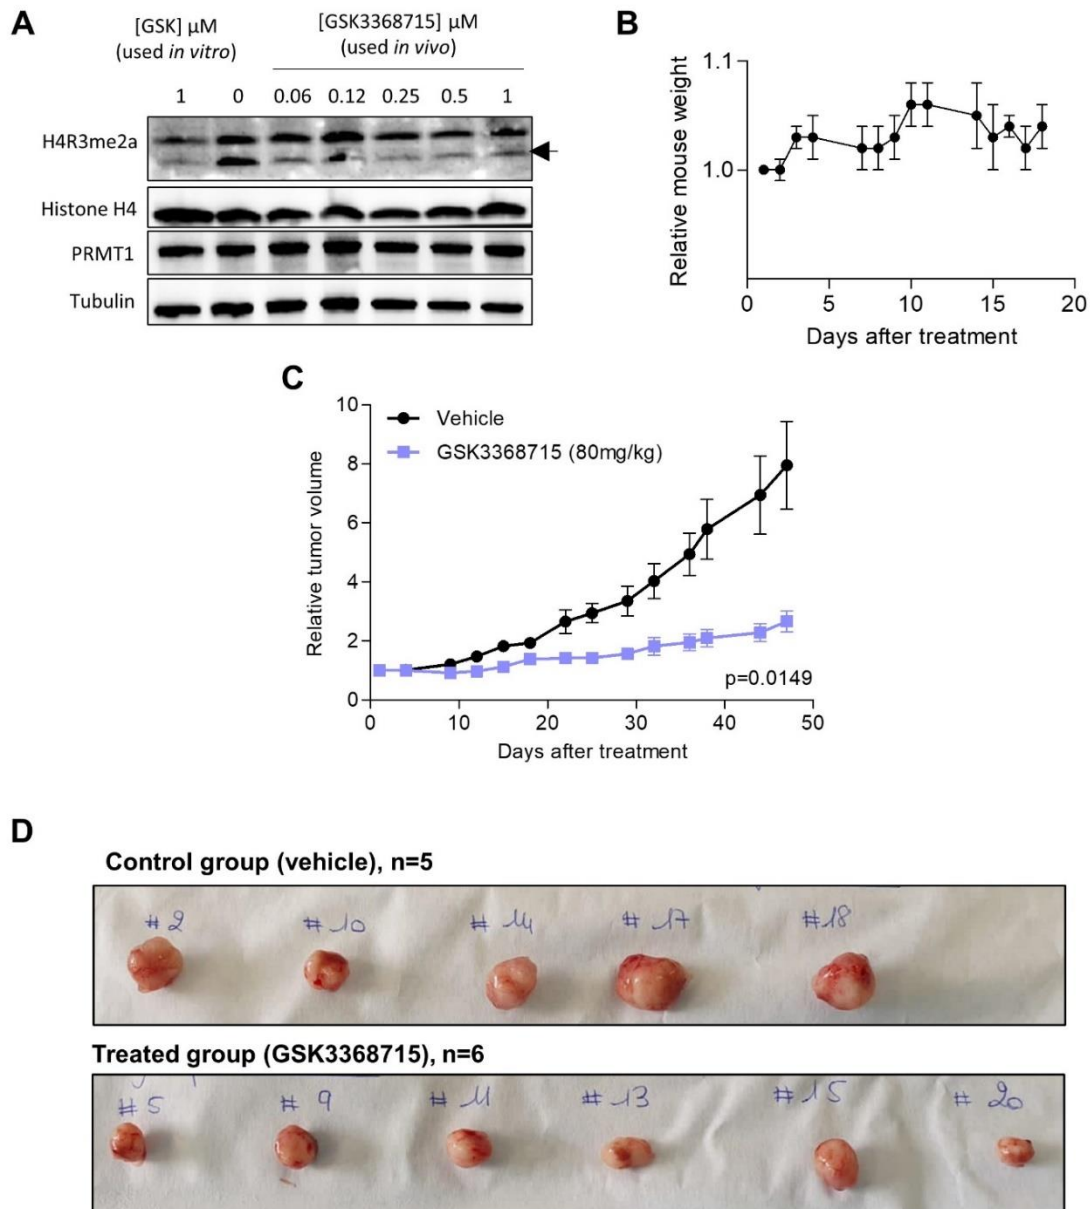 A
[GSK] µM
(used in vitro)
[GSK3368715] µM
(used in vivo)
1 0 0.06 0.12 0.25 0.5 1
H4R3me2a
Histone H4
PRMT1
Tubulin
B
Relative mouse weight
1.1
1.0
0 5 10 15 20
Days after treatment
C
Relative tumor volume
10
8
6
4
2
0
Vehicle
GSK3368715 (80mg/kg)
p=0.0149
0 10 20 30 40 50
Days after treatment
D
Control group (vehicle), n=5
#2 #10 #14 #17 #18
Treated group (GSK3368715), n=6
#5 #9 #11 #13 #15 #20